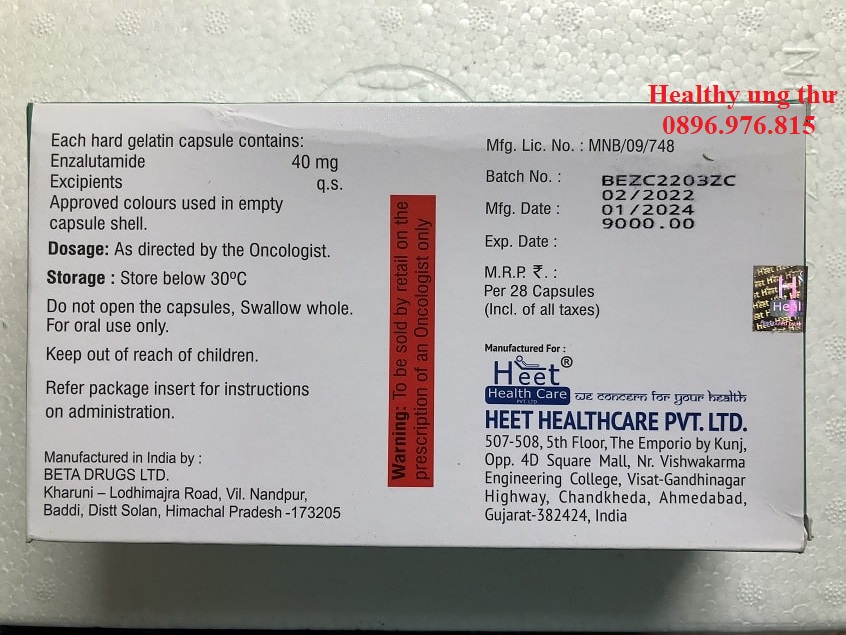 Healthy ung thư
0896.976.815
Each hard gelatin capsule contains:
Enzalutamide 40 mg
Excipients q.s.
Approved colours used in empty
capsule shell.
Dosage: As directed by the Oncologist.
Storage : Store below 30ºC
Do not open the capsules, Swallow whole.
For oral use only.
Keep out of reach of children.
Refer package insert for instructions
on administration.
Manufactured in India by :
BETA DRUGS LTD.
Kharuni – Lodhimajra Road, Vil. Nandpur,
Baddi, Distt Solan, Himachal Pradesh -173205
Warning: To be sold by retail on the
prescription of an Oncologist only
Mfg. Lic. No. : MNB/09/748
Batch No. : BEZC2203ZC
02/2022
Mfg. Date : 01/2024
9000.00
Exp. Date :
M.R.P. ₹. :
Per 28 Capsules
(Incl. of all taxes)
Manufactured For :
Heet®
Health Care
PVT. LTD.
we concern for your health
HEET HEALTHCARE PVT. LTD.
507-508, 5th Floor, The Emporio by Kunj,
Opp. 4D Square Mall, Nr. Vishwakarma
Engineering College, Visat-Gandhinagar
Highway, Chandkheda, Ahmedabad,
Gujarat-382424, India